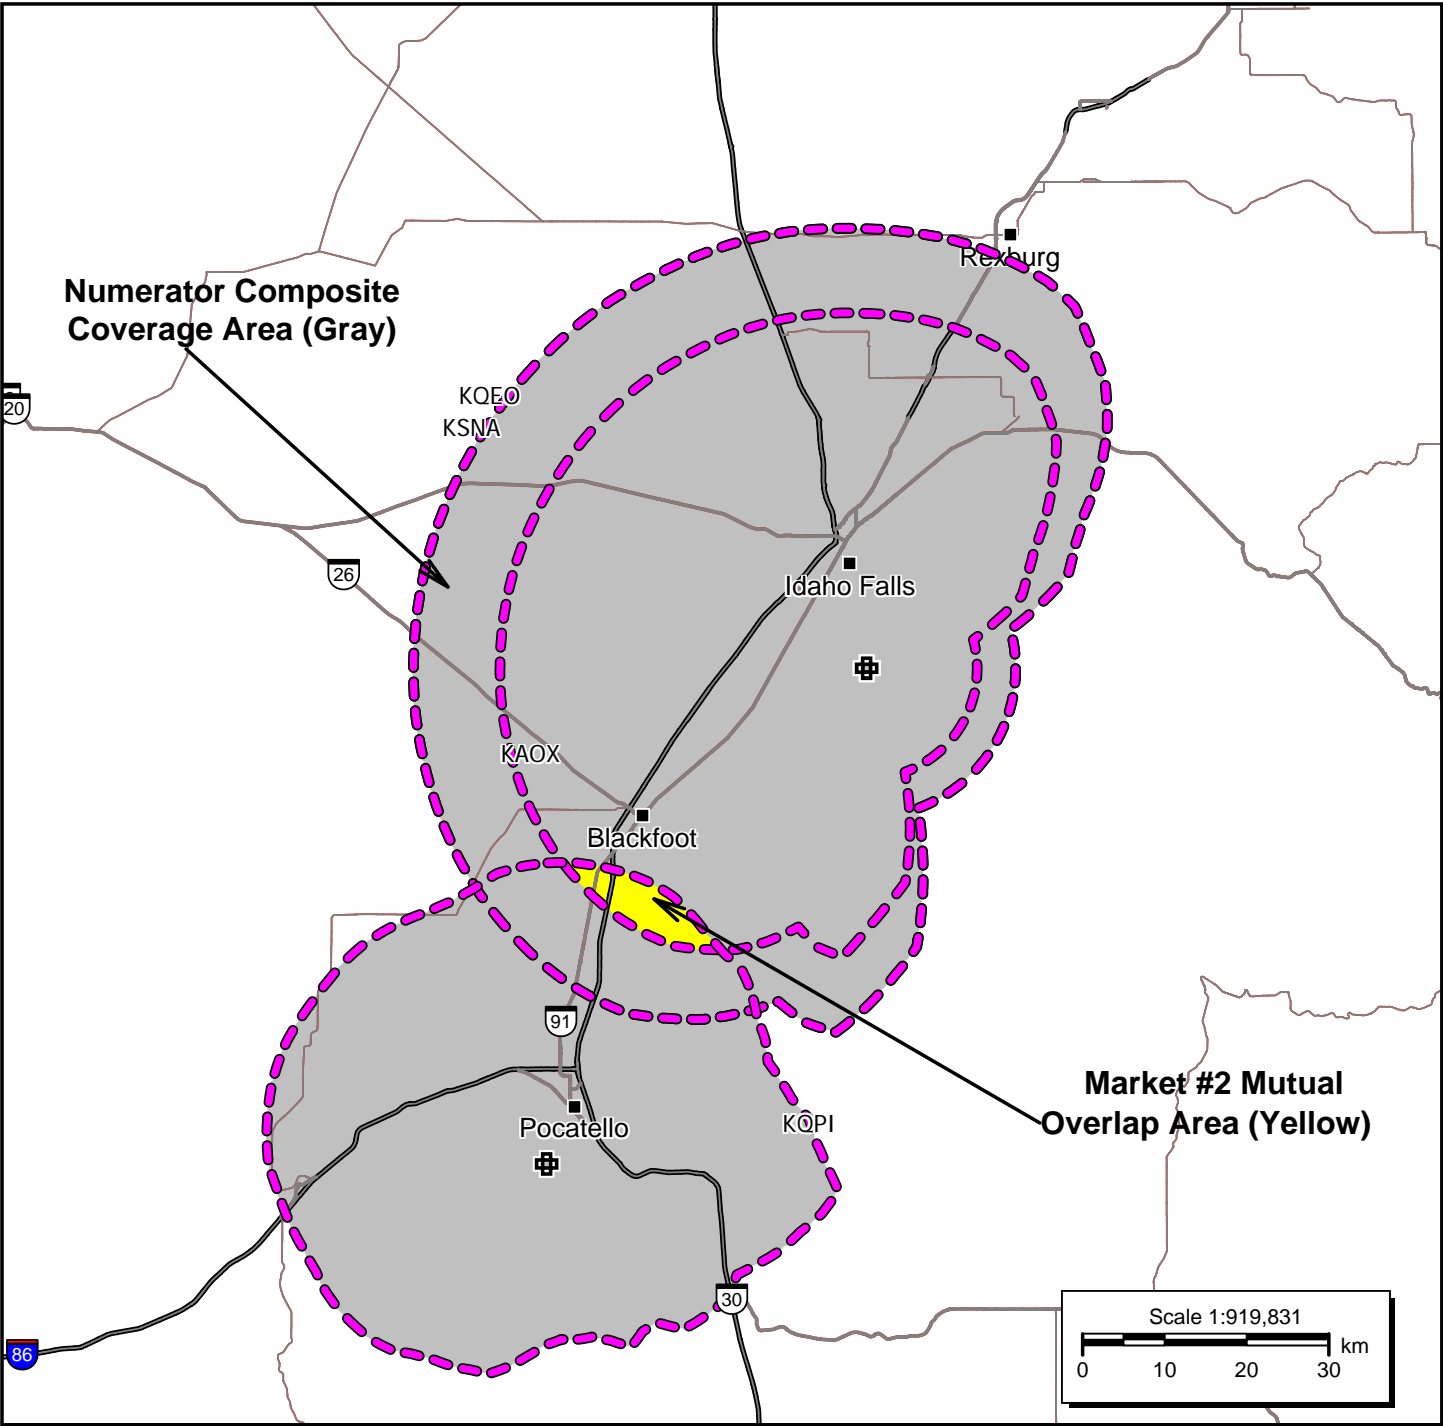 Rexburg
Numerator Composite
Coverage Area (Gray)
KQEO
KSNA
20
26
Idaho Falls
KAOX
Blackfoot
91
Market #2 Mutual
Overlap Area (Yellow)
Pocatello
KQPI
30
86
Scale 1:919,831
km
0 10 20 30